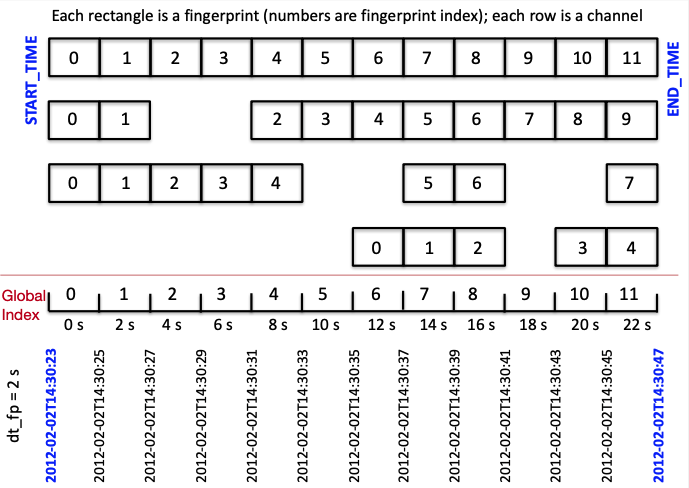 Each rectangle is a fingerprint (numbers are fingerprint index); each row is a channel
START_TIME
0 1 2 3 4 5 6 7 8 9 10 11
END_TIME
0 1 2 3 4 5 6 7 8 9
0 1 2 3 4 5 6 7
0 1 2 3 4
Global Index
0 1 2 3 4 5 6 7 8 9 10 11
0 s 2 s 4 s 6 s 8 s 10 s 12 s 14 s 16 s 18 s 20 s 22 s
dt_fp = 2 s
2012-02-02T14:30:23
2012-02-02T14:30:25
2012-02-02T14:30:27
2012-02-02T14:30:29
2012-02-02T14:30:31
2012-02-02T14:30:33
2012-02-02T14:30:35
2012-02-02T14:30:37
2012-02-02T14:30:39
2012-02-02T14:30:41
2012-02-02T14:30:43
2012-02-02T14:30:45
2012-02-02T14:30:47